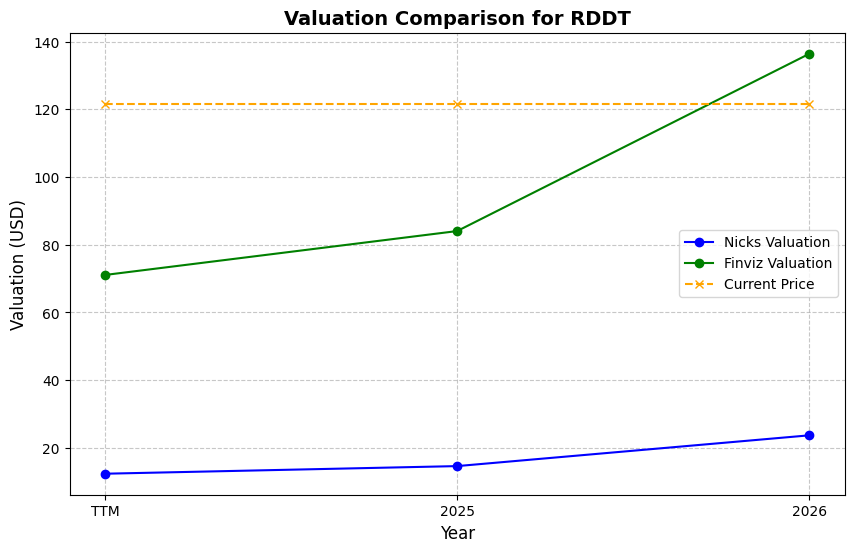 Valuation Comparison for RDDT
140
120
100
80
60
40
20
Valuation (USD)
Nicks Valuation
Finviz Valuation
Current Price
TTM
2025
2026
Year